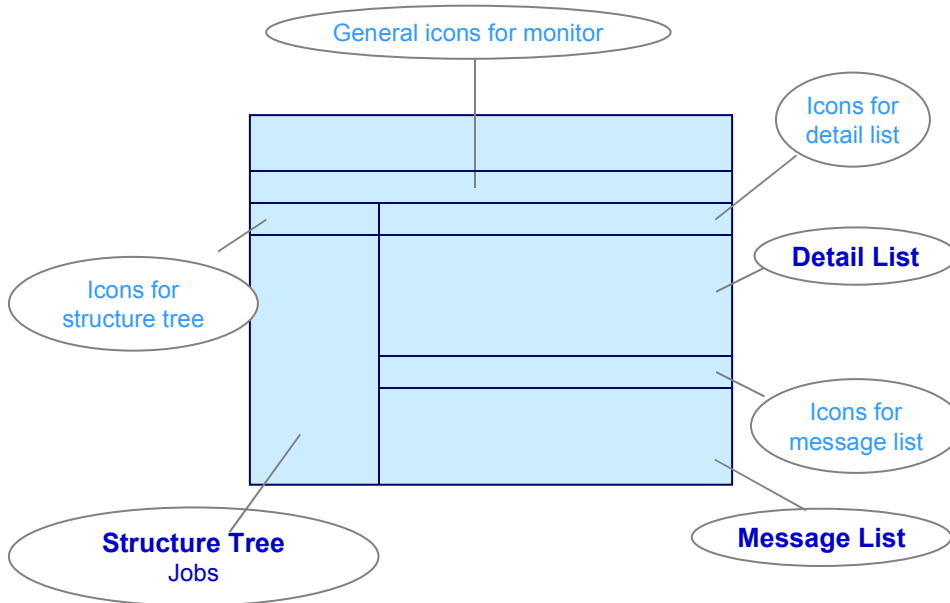 General icons for monitor
Icons for
detail list
Detail List
Icons for
structure tree
Icons for
message list
Structure Tree
Jobs
Message List